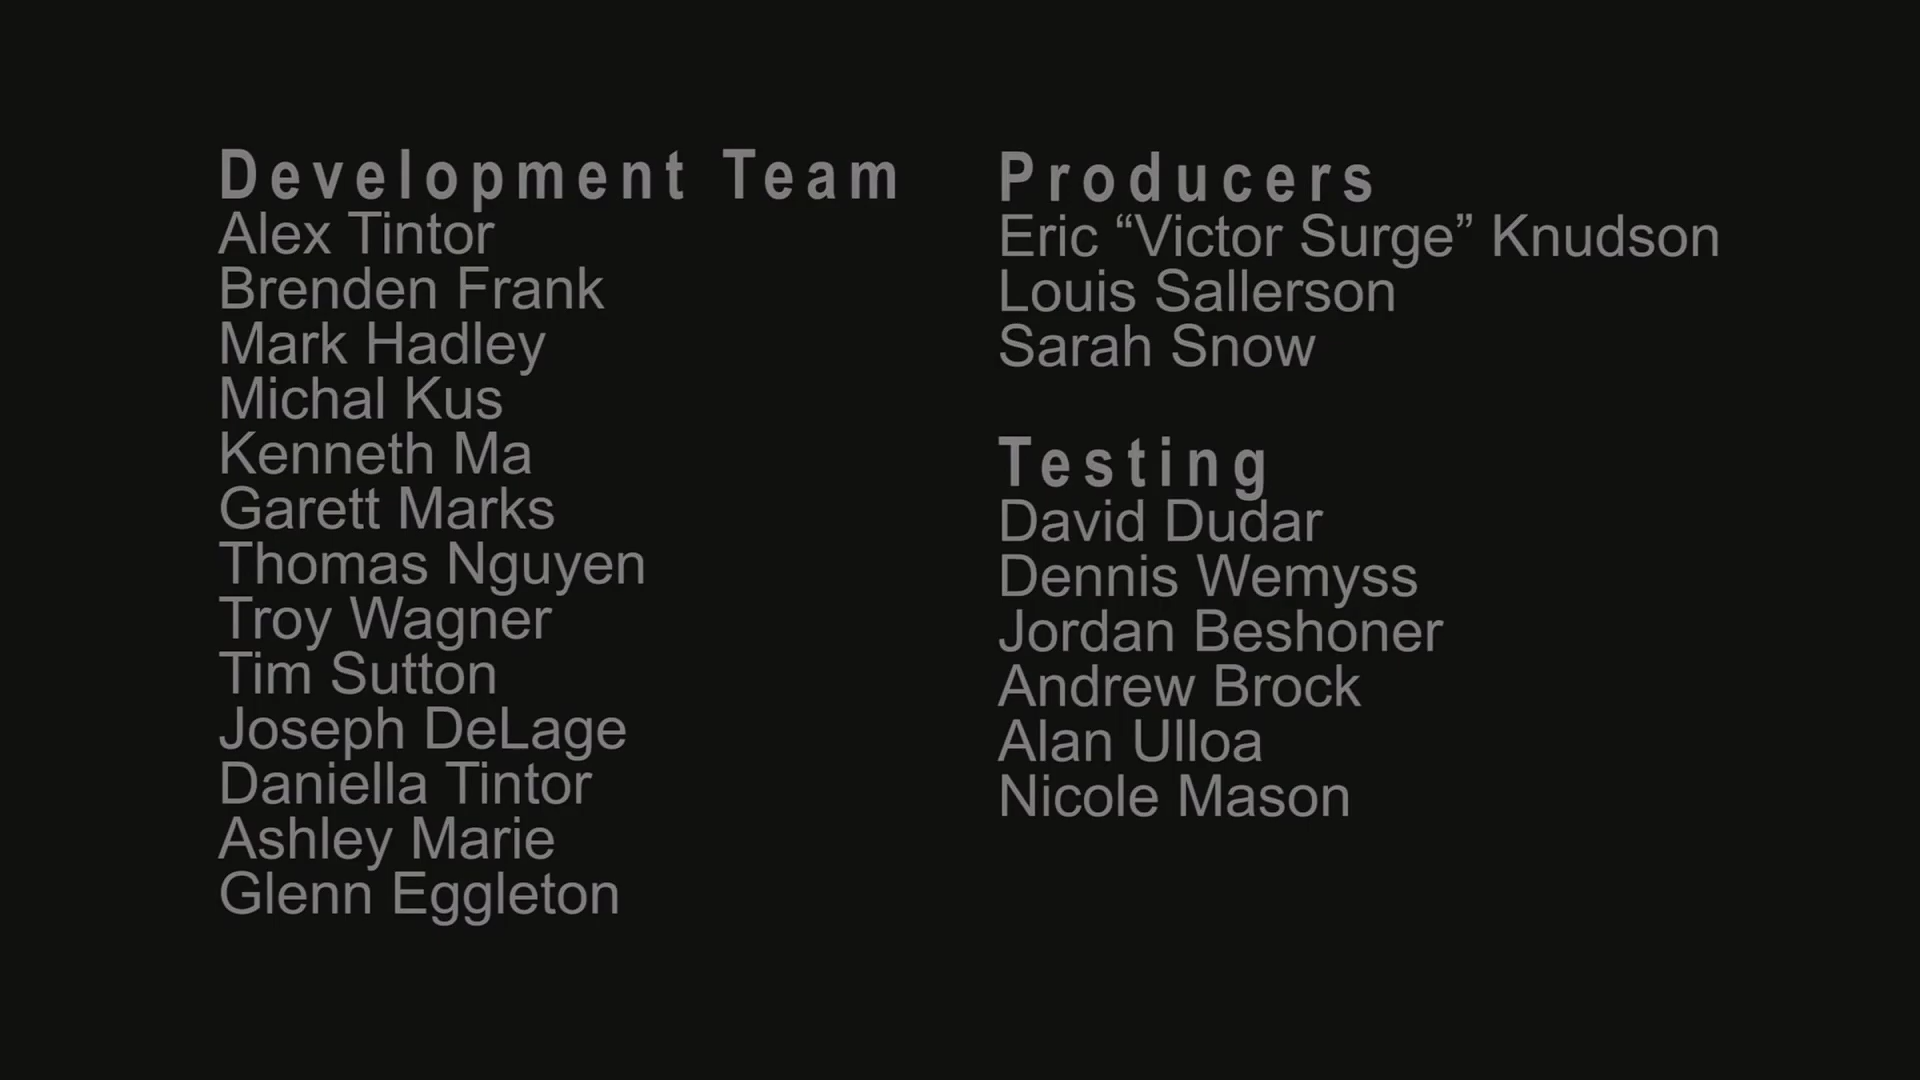 Development Team
Alex Tintor
Brenden Frank
Mark Hadley
Michal Kus
Kenneth Ma
Garett Marks
Thomas Nguyen
Troy Wagner
Tim Sutton
Joseph DeLage
Daniella Tintor
Ashley Marie
Glenn Eggleton
Producers
Eric “Victor Surge” Knudson
Louis Sallerson
Sarah Snow
Testing
David Dudar
Dennis Wemyss
Jordan Beshoner
Andrew Brock
Alan Ulloa
Nicole Mason